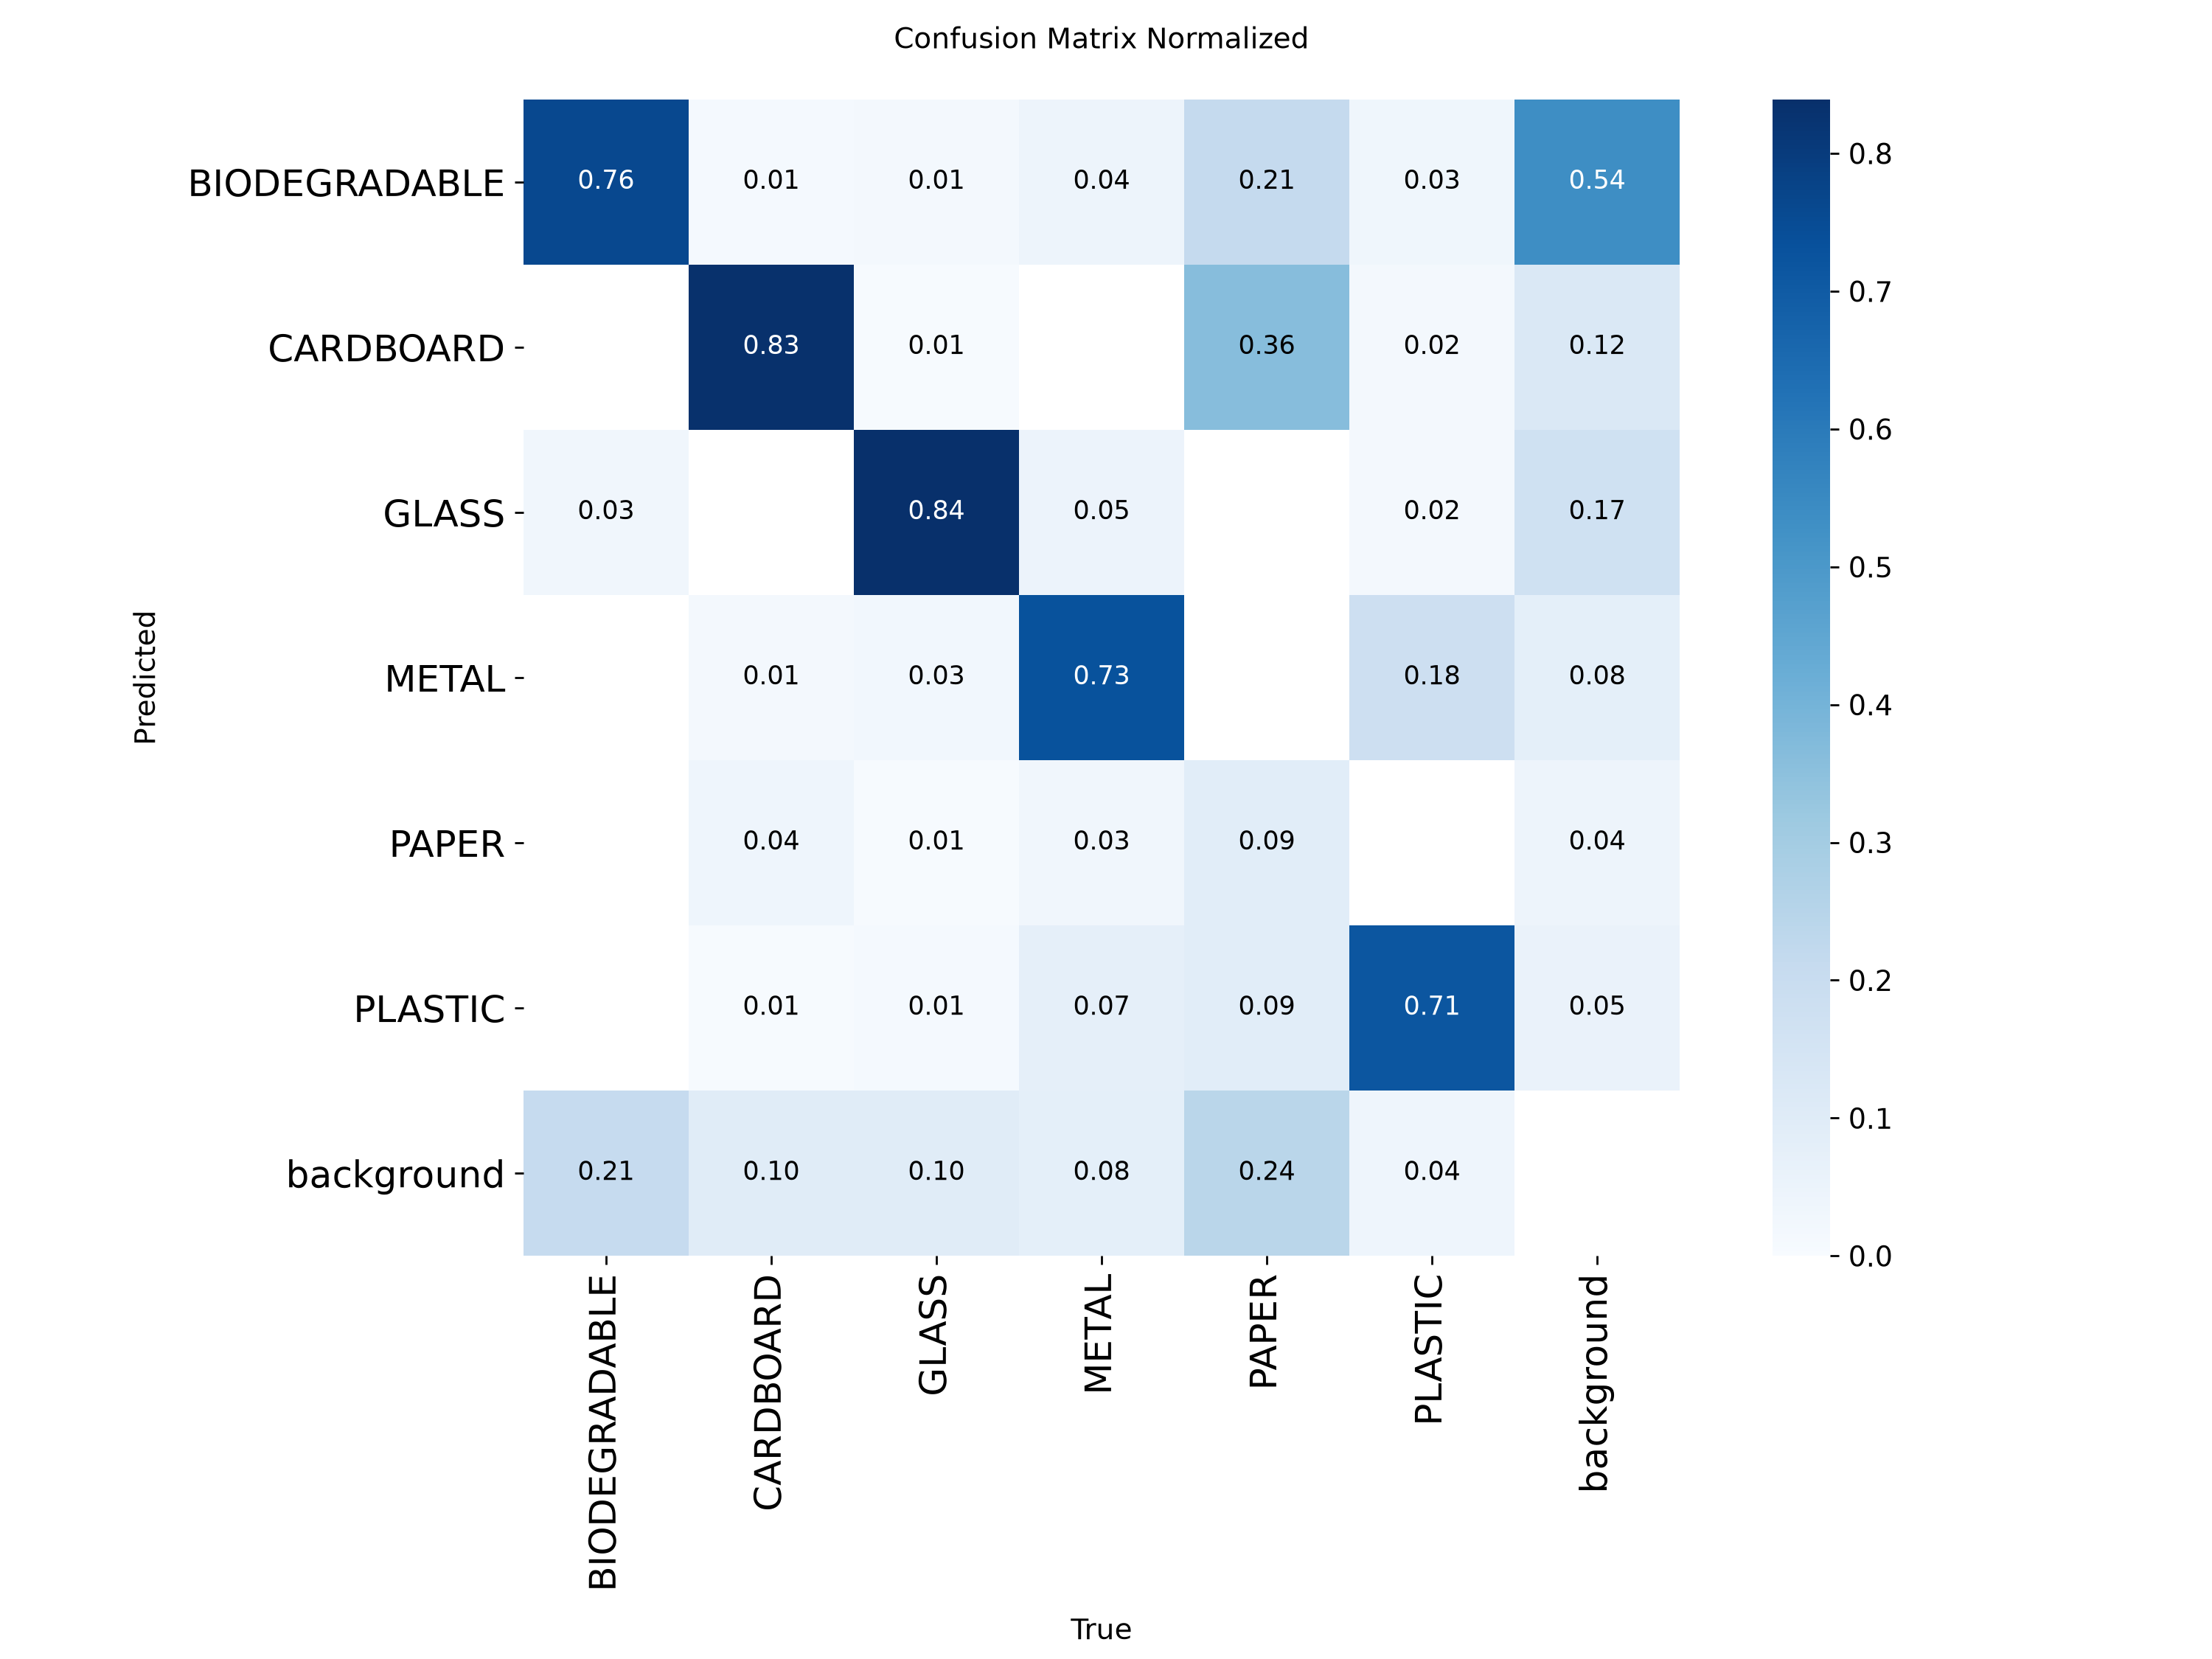 Confusion Matrix Normalized
BIODEGRADABLE 0.76 0.01 0.01 0.04 0.21 0.03 0.54
CARDBOARD 0.83 0.01 0.36 0.02 0.12
GLASS 0.03 0.84 0.05 0.02 0.17
METAL 0.01 0.03 0.73 0.18 0.08
PAPER 0.04 0.01 0.03 0.09 0.04
PLASTIC 0.01 0.01 0.07 0.09 0.71 0.05
background 0.21 0.10 0.10 0.08 0.24 0.04
Predicted
BIODEGRADABLE
CARDBOARD
GLASS
METAL
PAPER
PLASTIC
background
True
0.8
0.7
0.6
0.5
0.4
0.3
0.2
0.1
0.0